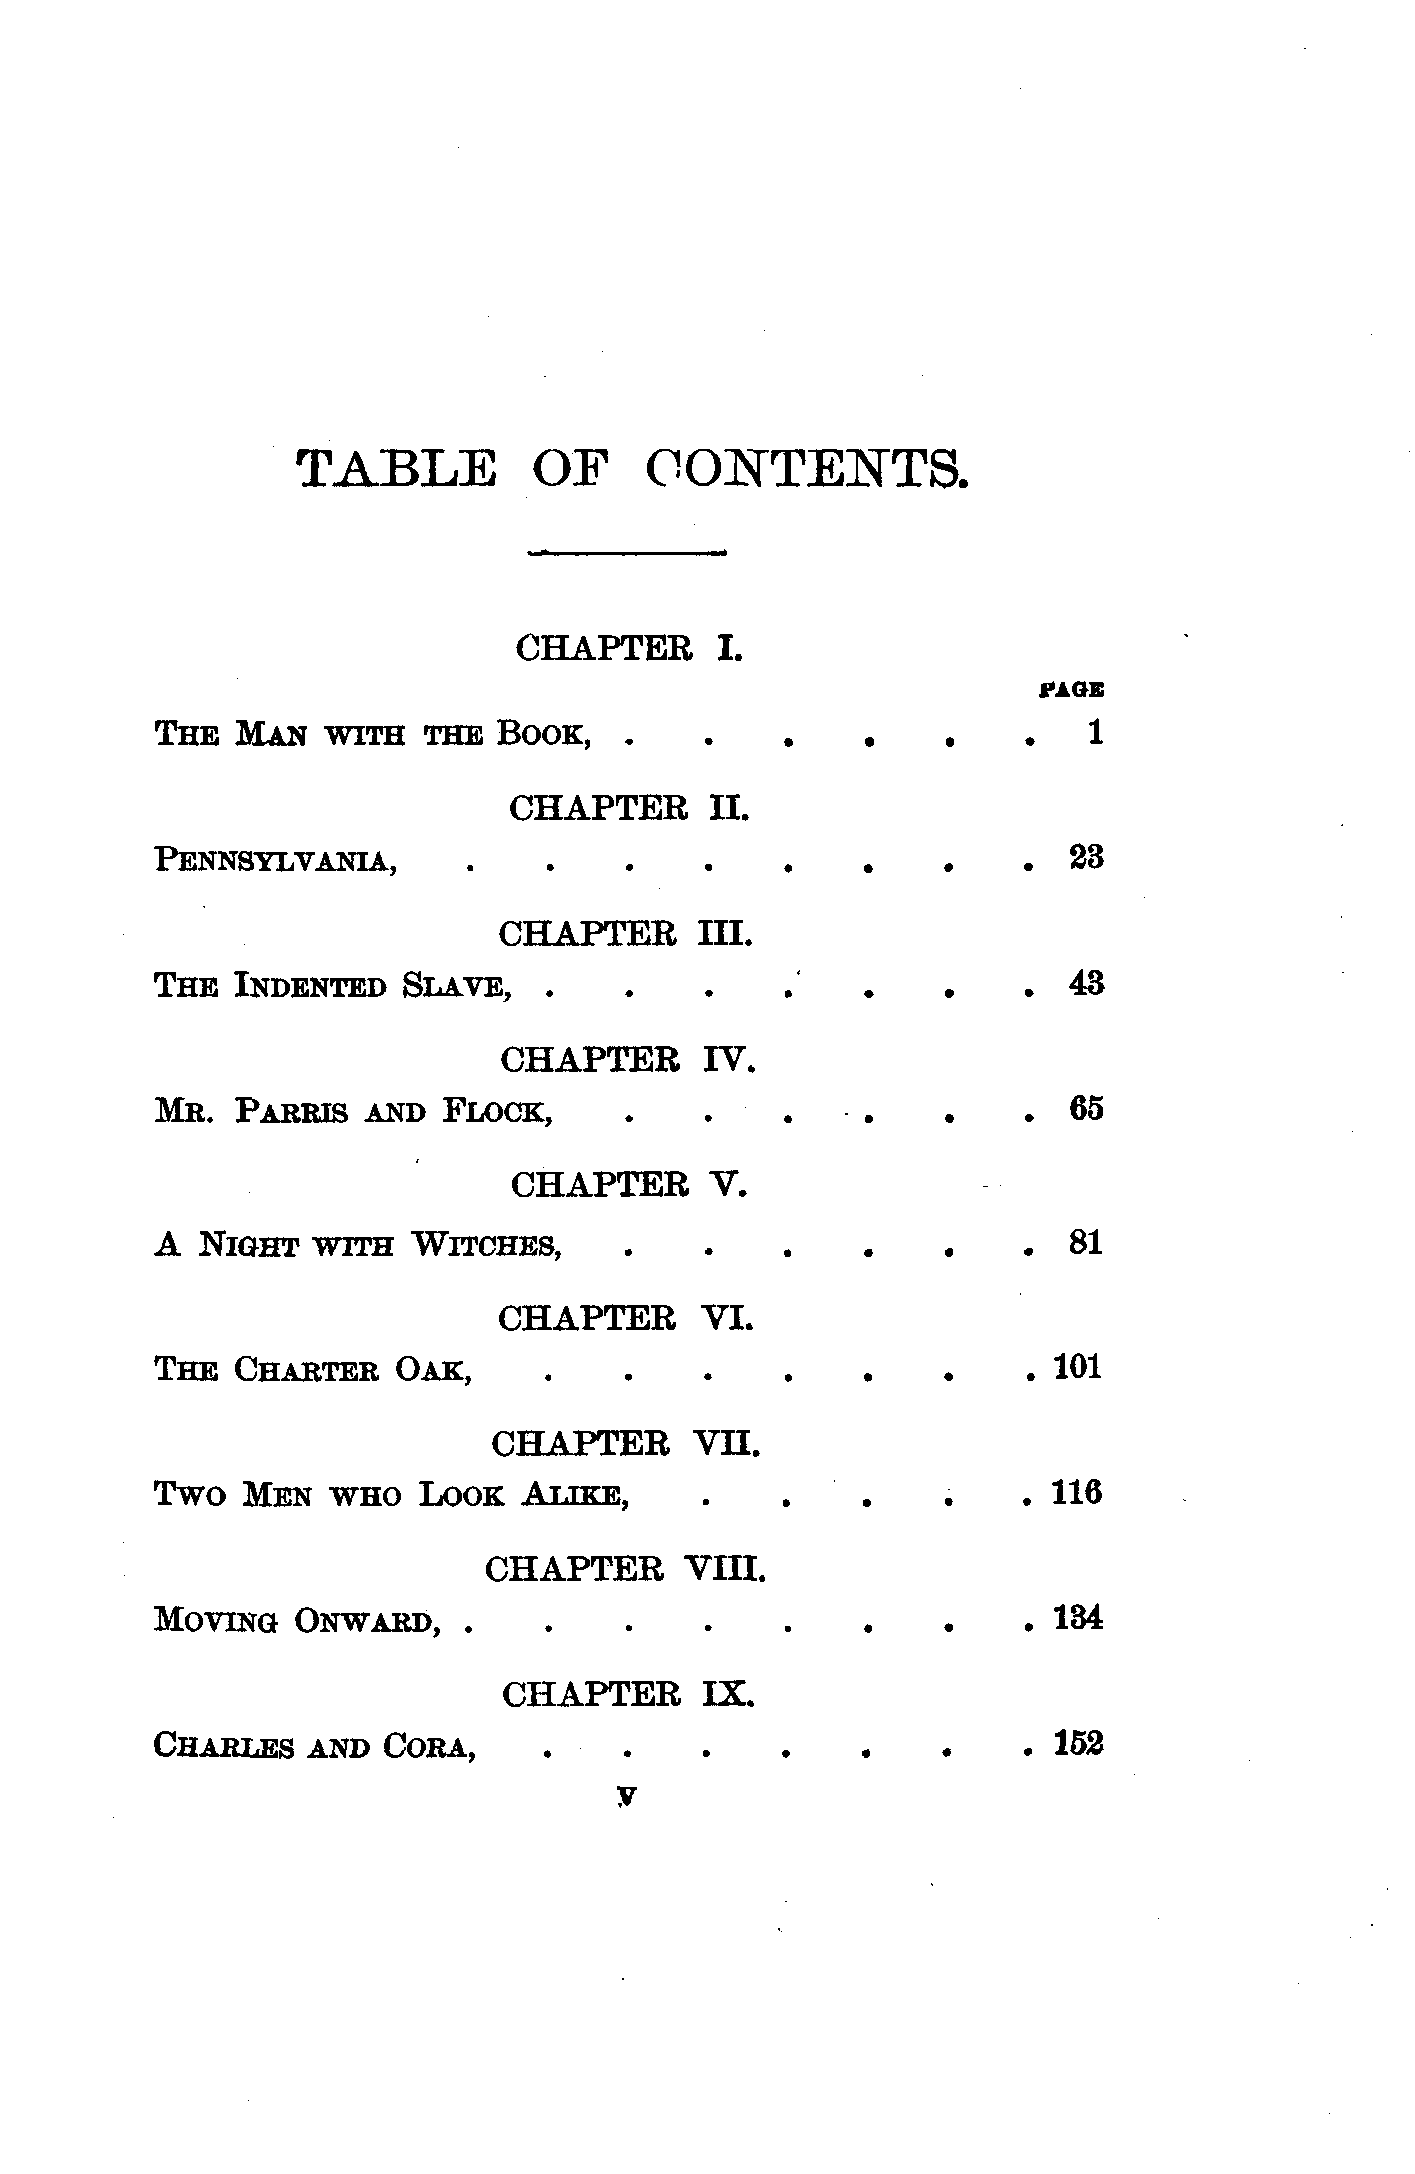 TABLE OF CONTENTS.
CHAPTER I.
PAGE
THE MAN WITH THE BOOK, . . . . . . 1
CHAPTER II.
PENNSYLVANIA, . . . . . . . . 23
CHAPTER III.
THE INDENTED SLAVE, . . . . . . . 43
CHAPTER IV.
MR. PARRIS AND FLOCK, . . . . . . 65
CHAPTER V.
A NIGHT WITH WITCHES, . . . . . . 81
CHAPTER VI.
THE CHARTER OAK, . . . . . . . 101
CHAPTER VII.
TWO MEN WHO LOOK ALIKE, . . . . . 116
CHAPTER VIII.
MOVING ONWARD, . . . . . . . . 134
CHAPTER IX.
CHARLES AND CORA, . . . . . . . 152
v